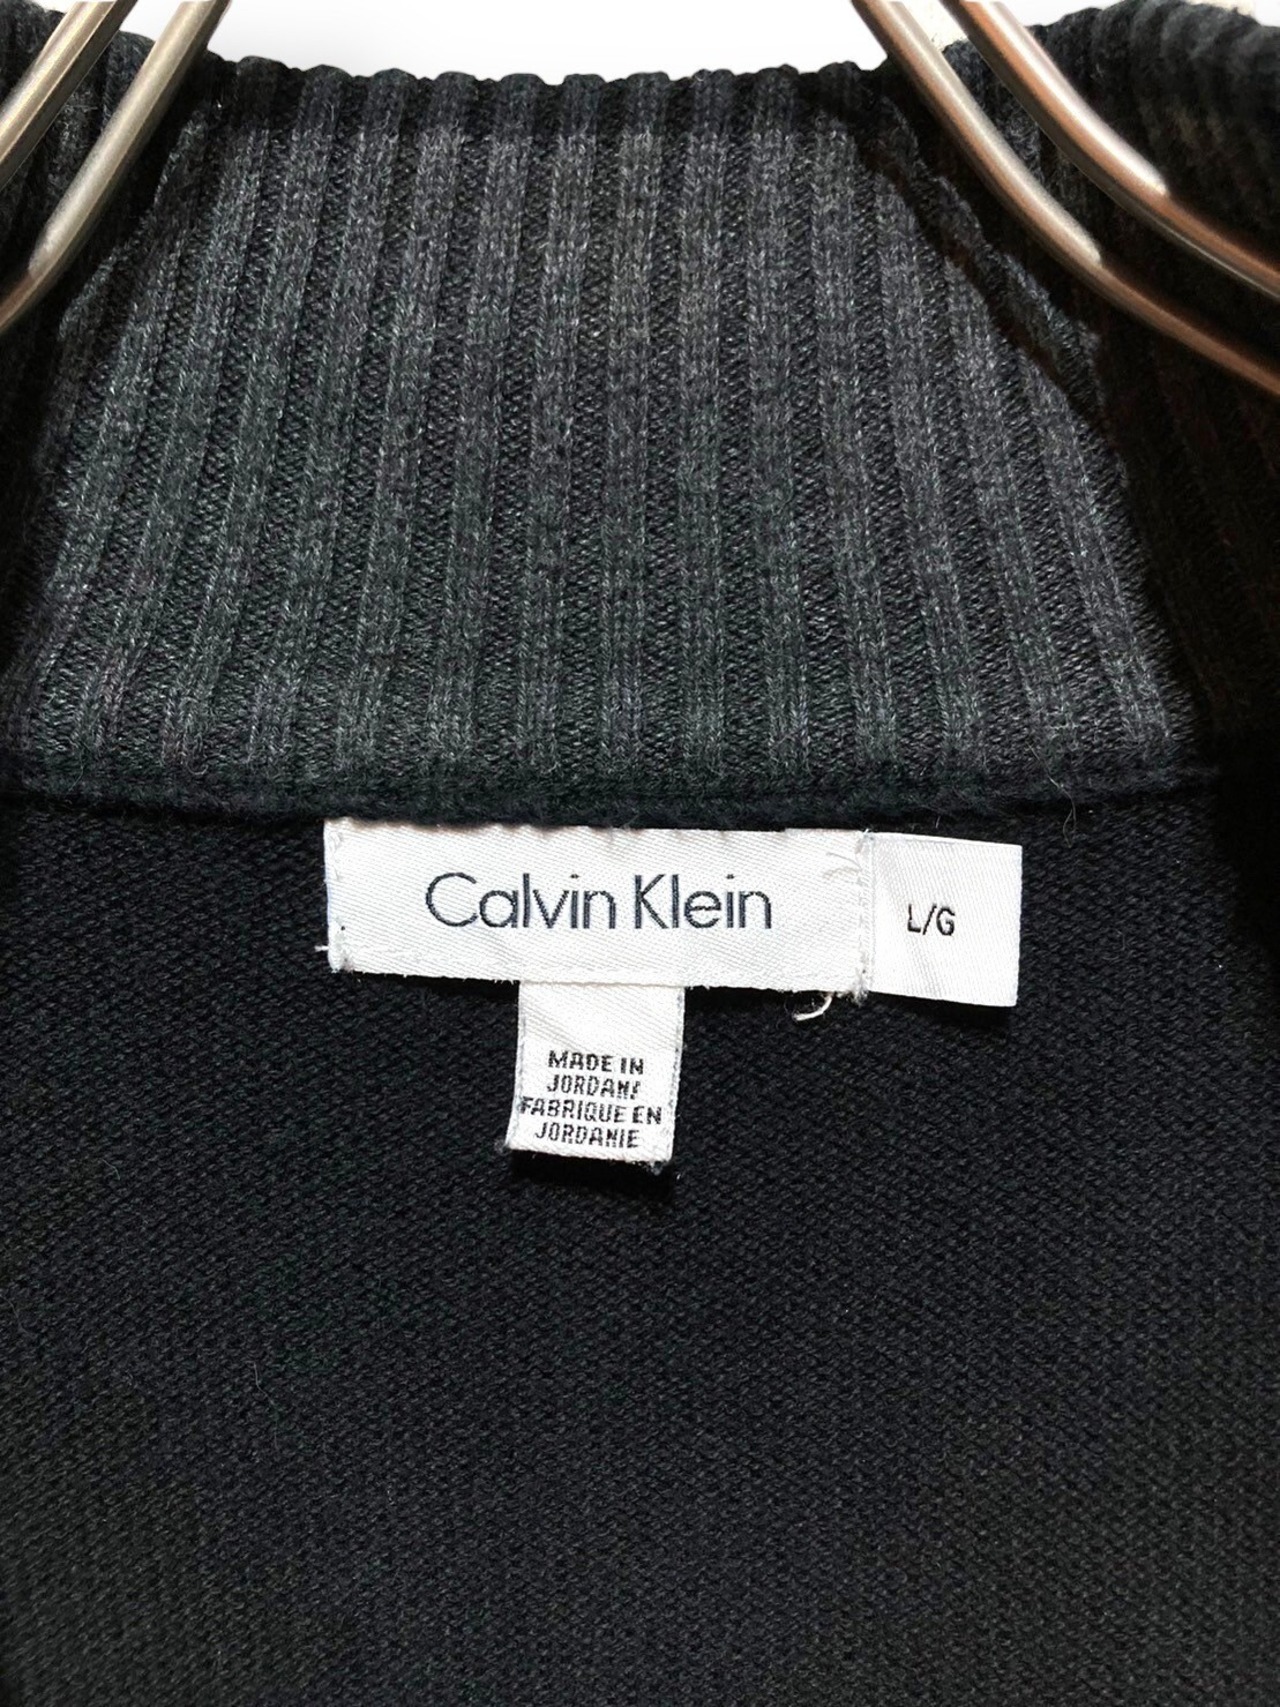 Calvin Klein
L/G
MADE IN
JORDAN/
FABRIQUE EN
JORDANIE